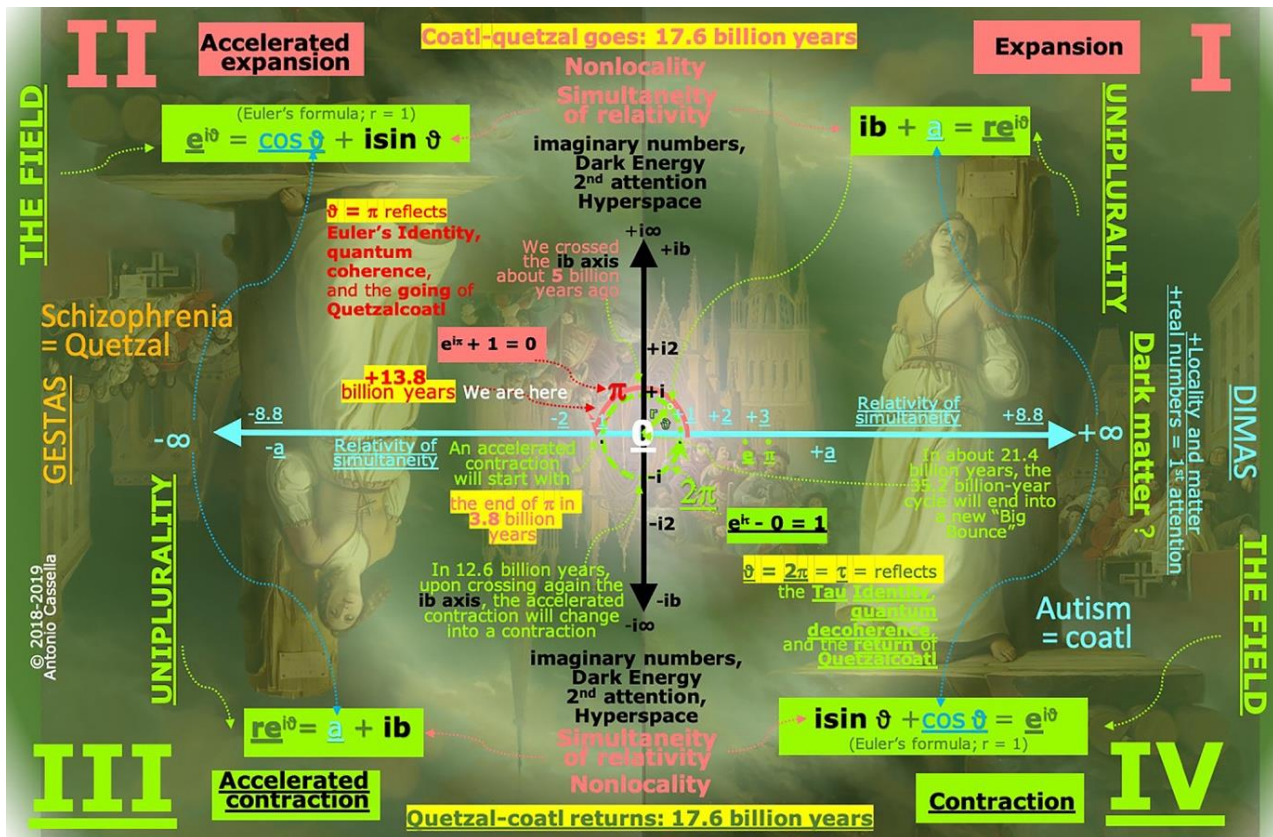 II
Accelerated
expansion
Coatl-quetzal goes: 17.6 billion years
Expansion
I
Nonlocality
Simultaneity
of relativity
imaginary numbers,
Dark Energy
2nd attention
Hyperspace
THE FIELD
(Euler's formula; r = 1)
e^iϑ = cos ϑ + isin ϑ
ib + a = re^iϑ
UNIPLURALITY
ϑ = π reflects
Euler's Identity,
quantum
coherence,
and the going of
Quetzalcoatl
We crossed
the ib axis
about 5 billion
years ago
+i∞
+ib
Schizophrenia
= Quetzal
GESTAS
e^iπ + 1 = 0
+13.8
billion years
We are here
π
+i2
+i
r
ϑ
-8.8
-2
+1
+2
+3
Relativity of
simultaneity
+8.8
-∞
+∞
0
-a
Relativity of
simultaneity
e
π
+a
An accelerated
contraction
will start with
the end of π in
3.8 billion
years
-i
2π
-i2
e^iτ - 0 = 1
In about 21.4
billion years, the
35.2 billion-year
cycle will end into
a new "Big
Bounce"
Dark matter ?
+Locality and matter
+real numbers = 1st attention
DIMAS
In 12.6 billion years,
upon crossing again the
ib axis, the accelerated
contraction will change
into a contraction
-ib
-i∞
ϑ = 2π = τ = reflects
the Tau Identity,
quantum
decoherence,
and the return of
Quetzalcoatl
Autism
= coatl
THE FIELD
© 2018-2019
Antonio Cassella
UNIPLURALITY
imaginary numbers,
Dark Energy
2nd attention,
Hyperspace
Simultaneity
of relativity
Nonlocality
re^iϑ = a + ib
isin ϑ + cos ϑ = e^iϑ
(Euler's formula; r = 1)
III
Accelerated
contraction
Quetzal-coatl returns: 17.6 billion years
Contraction
IV